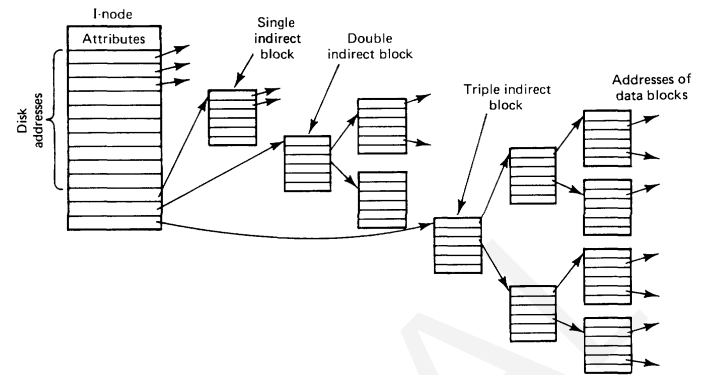 I-node
Attributes
Disk
addresses
Single
indirect
block
Double
indirect block
Triple indirect
block
Addresses of
data blocks